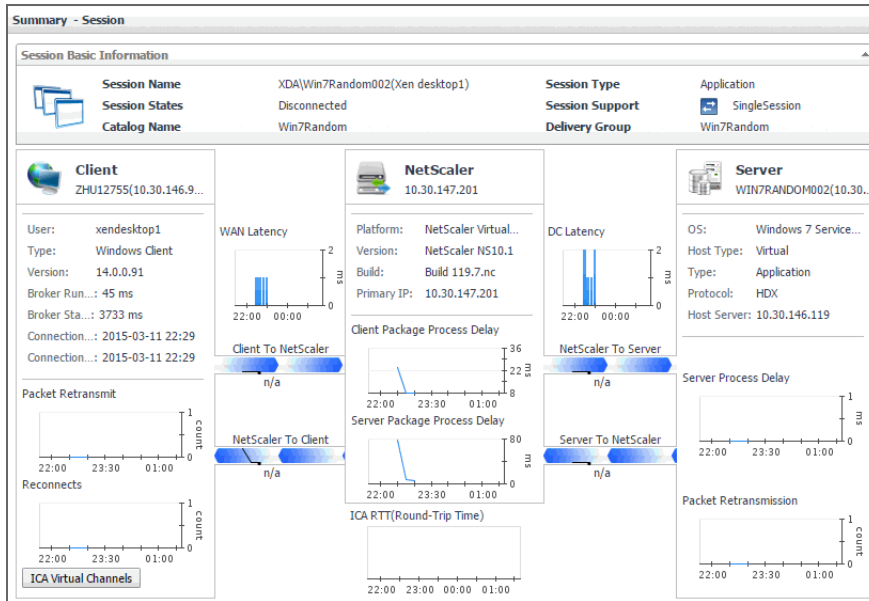 Summary - Session
Session Basic Information
Session Name XDA\Win7Random002(Xen desktop1) Session Type Application
Session States Disconnected Session Support SingleSession
Catalog Name Win7Random Delivery Group Win7Random
Client
ZHU12755(10.30.146.9...
User: xendesktop1
Type: Windows Client
Version: 14.0.0.91
Broker Run...: 45 ms
Broker Sta...: 3733 ms
Connection...: 2015-03-11 22:29
Connection...: 2015-03-11 22:29
Packet Retransmit
1
0
count
22:00 23:30 01:00
Reconnects
1
0
count
22:00 23:30 01:00
ICA Virtual Channels
WAN Latency
2
0
ms
22:00 00:00
Client To NetScaler
n/a
NetScaler To Client
n/a
NetScaler
10.30.147.201
Platform: NetScaler Virtual...
Version: NetScaler NS10.1
Build: Build 119.7.nc
Primary IP: 10.30.147.201
Client Package Process Delay
36
22
8
ms
22:00 23:30 01:00
Server Package Process Delay
80
0
ms
22:00 23:30 01:00
ICA RTT(Round-Trip Time)
22:00 23:00 00:00 01:00
DC Latency
2
0
ms
22:00 00:00
NetScaler To Server
n/a
Server To NetScaler
n/a
Server
WIN7RANDOM002(10.30...
OS: Windows 7 Service...
Host Type: Virtual
Type: Application
Protocol: HDX
Host Server: 10.30.146.119
Server Process Delay
1
0
ms
22:00 23:30 01:00
Packet Retransmission
1
0
count
22:00 23:30 01:00